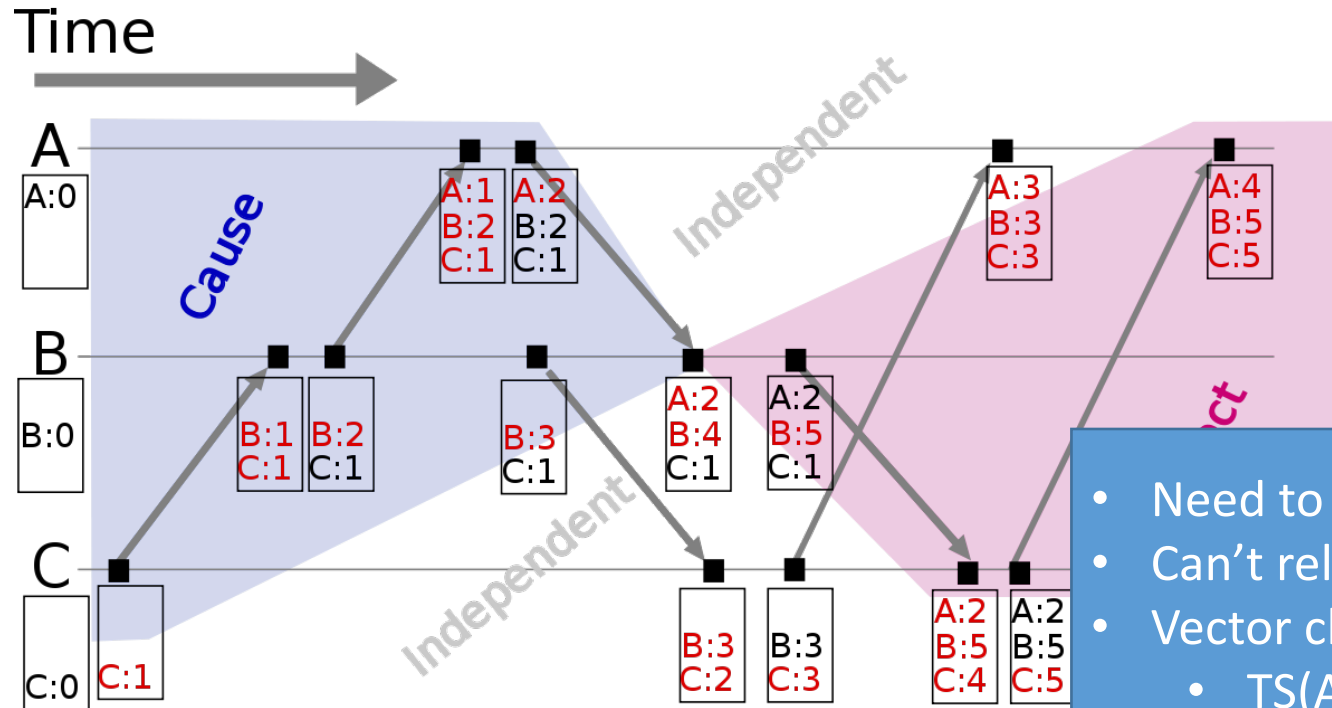 Time
Independent
A
A:0
A:1
B:2
C:1
A:2
B:2
C:1
A:3
B:3
C:3
A:4
B:5
C:5
Cause
B
B:0
B:1
C:1
B:2
C:1
B:3
C:1
A:2
B:4
C:1
A:2
B:5
C:1
Independent
C
C:0
C:1
B:3
C:2
B:3
C:3
A:2
B:5
C:4
A:2
B:5
C:5
• Need to
• Can’t
• Vector